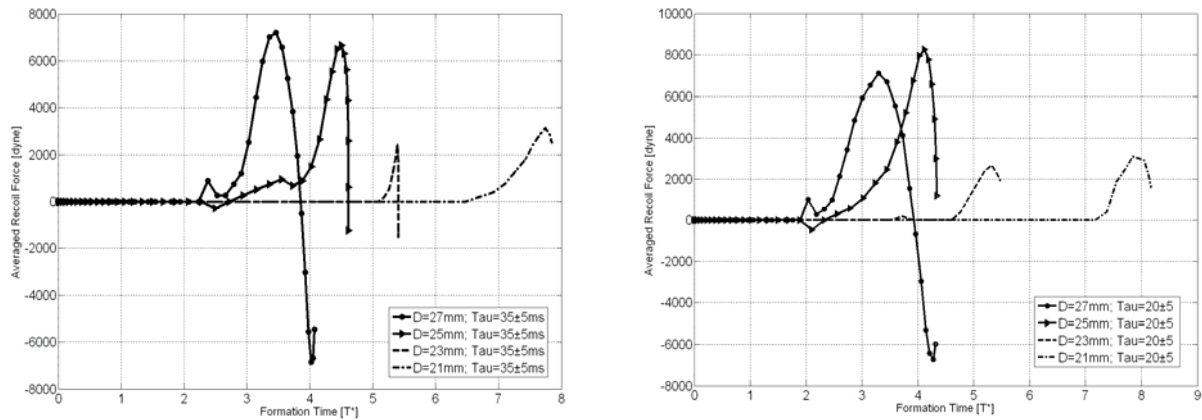 8000
6000
4000
2000
0
-2000
-4000
-6000
-8000
Averaged Recoil Force [dyne]
0 1 2 3 4 5 6 7 8
Formation Time [T*]
D=27mm; Tau=35±5ms
D=25mm; Tau=35±5ms
D=23mm; Tau=35±5ms
D=21mm; Tau=35±5ms
10000
8000
6000
4000
2000
0
-2000
-4000
-6000
-8000
Averaged Recoil Force [dyne]
0 1 2 3 4 5 6 7 8 9
Formation Time [T*]
D=27mm; Tau=20±5
D=25mm; Tau=20±5
D=23mm; Tau=20±5
D=21mm; Tau=20±5